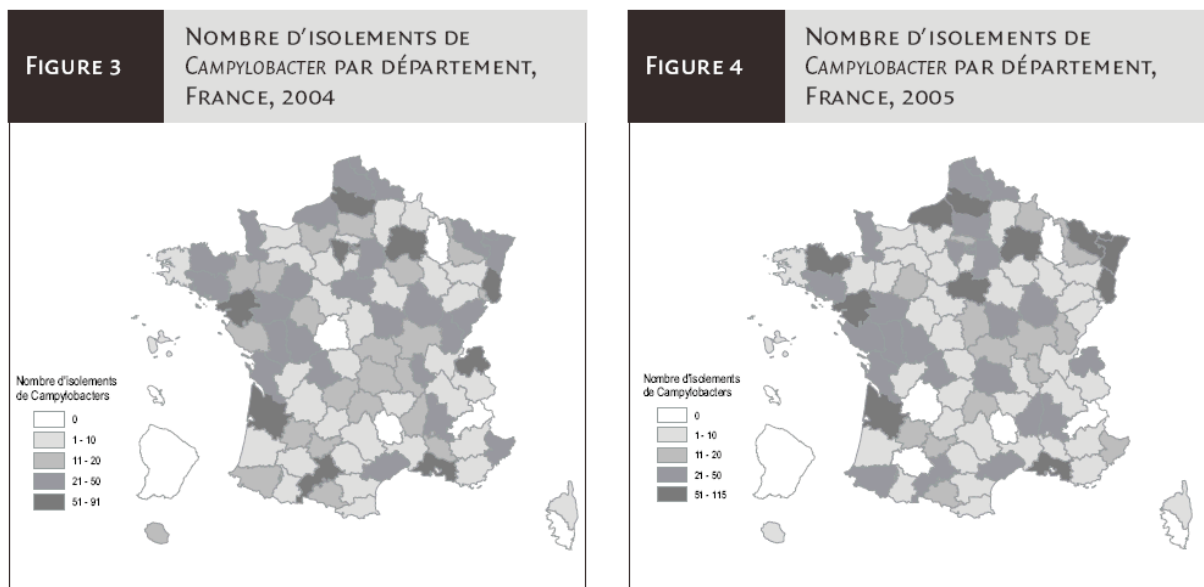 FIGURE 3
NOMBRE D'ISOLEMENTS DE
CAMPYLOBACTER PAR DÉPARTEMENT,
FRANCE, 2004
Nombre d'isolements
de Campylobacters
0
1 - 10
11 - 20
21 - 50
51 - 91
FIGURE 4
NOMBRE D'ISOLEMENTS DE
CAMPYLOBACTER PAR DÉPARTEMENT,
FRANCE, 2005
Nombre d'isolements
de Campylobacters
0
1 - 10
11 - 20
21 - 50
51 - 115